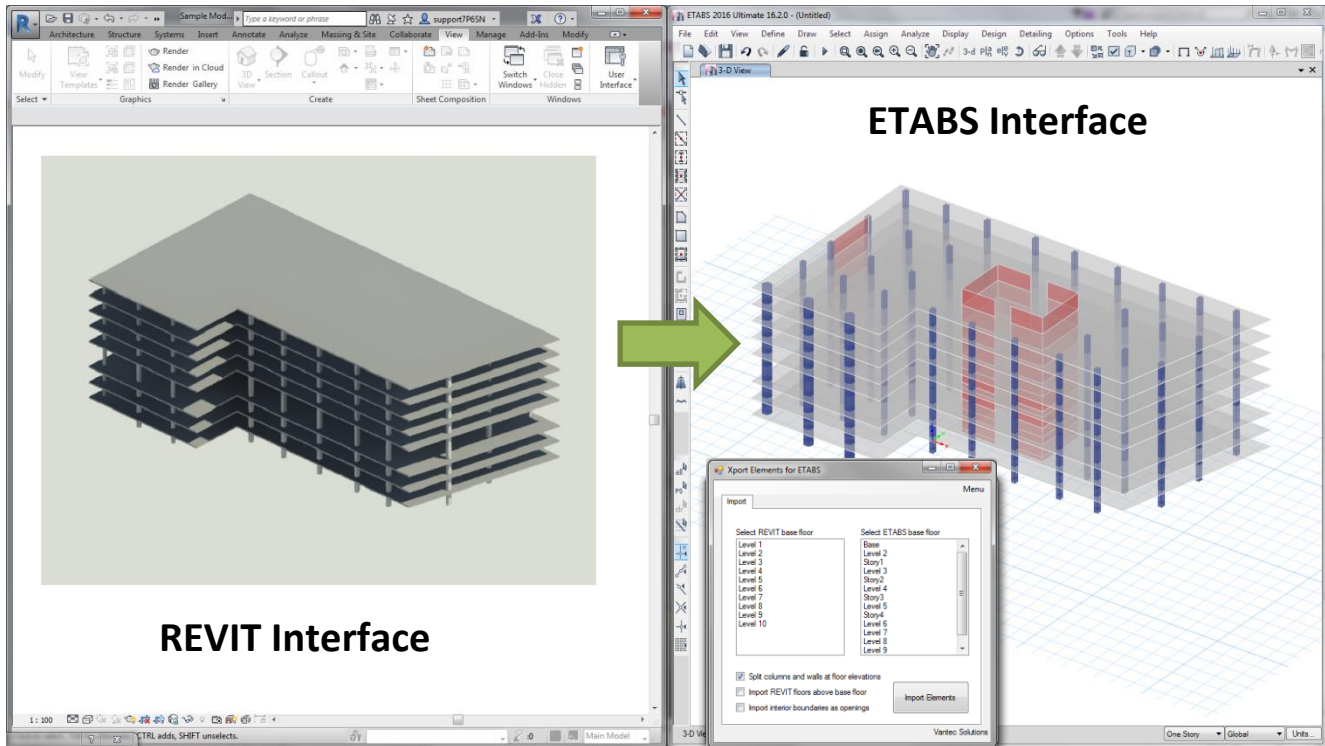 Sample Mod...
Type a keyword or phrase
support7P6SN
Architecture Structure Systems Insert Annotate Analyze Massing & Site Collaborate View Manage Add-Ins Modify
Modify
View Templates
Render
Render in Cloud
Render Gallery
3D View
Section
Callout
Switch Windows
Close Hidden
User Interface
Select
Graphics
Create
Sheet Composition
Windows
REVIT Interface
1 : 100
CTRL adds, SHIFT unselects.
:0
Main Model
ETABS 2016 Ultimate 16.2.0 - (Untitled)
File Edit View Define Draw Select Assign Analyze Display Design Detailing Options Tools Help
3-d
3-D View
ETABS Interface
Xport Elements for ETABS
Menu
Import
Select REVIT base floor
Level 1
Level 2
Level 3
Level 4
Level 5
Level 6
Level 7
Level 8
Level 9
Level 10
Select ETABS base floor
Base
Level 2
Story1
Level 3
Story2
Level 4
Story3
Level 5
Story4
Level 6
Level 7
Level 8
Level 9
Split columns and walls at floor elevations
Import REVIT floors above base floor
Import interior boundaries as openings
Import Elements
Vantec Solutions
One Story
Global
Units...